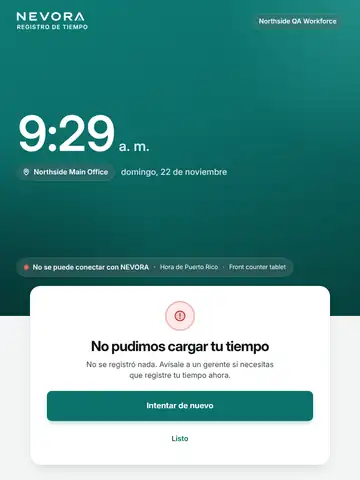 NEVORA
REGISTRO DE TIEMPO
Northside QA Workforce
9:29 a. m.
Northside Main Office domingo, 22 de noviembre
No se puede conectar con NEVORA · Hora de Puerto Rico · Front counter tablet
No pudimos cargar tu tiempo
No se registró nada. Avísale a un gerente si necesitas
que registre tu tiempo ahora.
Intentar de nuevo
Listo